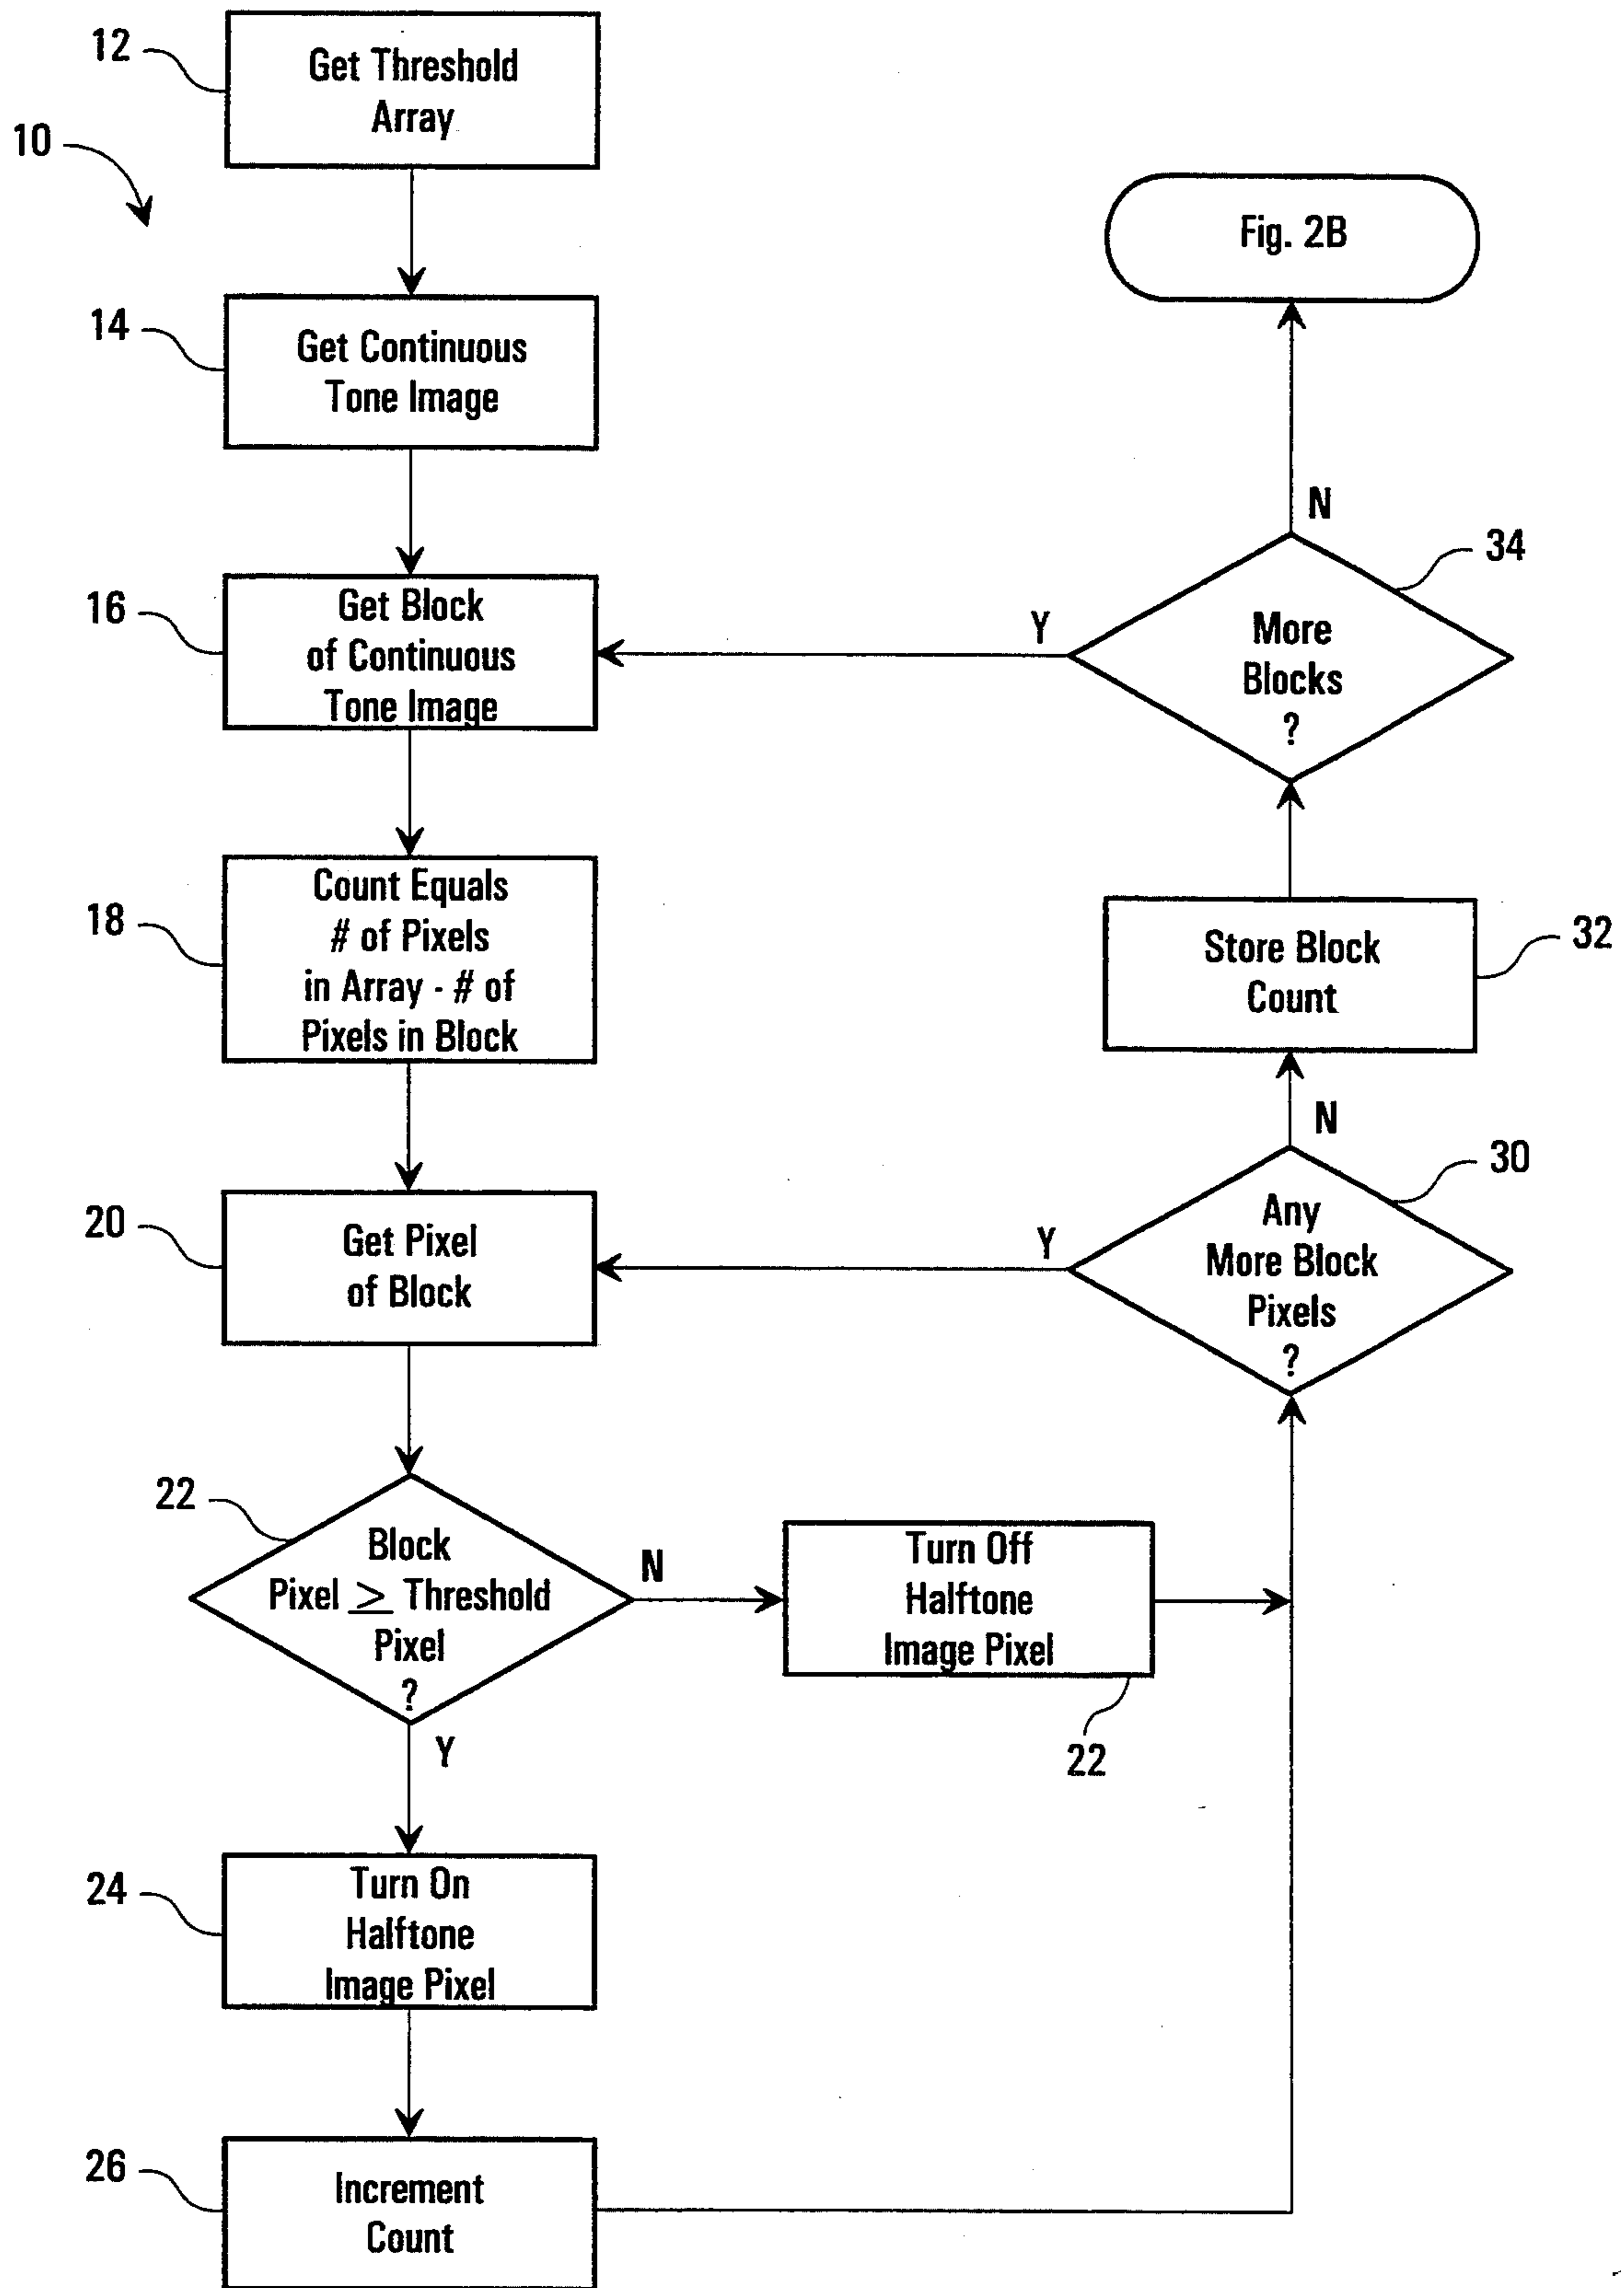 12
Get Threshold
Array
10
Fig. 2B
14
Get Continuous
Tone Image
N
34
16
Get Block
of Continuous
Tone Image
Y
More
Blocks
?
18
Count Equals
# of Pixels
in Array - # of
Pixels in Block
Store Block
Count
32
N
30
20
Get Pixel
of Block
Y
Any
More Block
Pixels
?
22
Block
Pixel ≥ Threshold
Pixel
?
N
Turn Off
Halftone
Image Pixel
22
Y
24
Turn On
Halftone
Image Pixel
26
Increment
Count